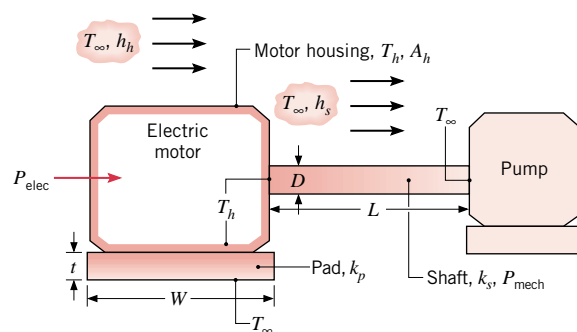 T∞, hh
Motor housing, Th, Ah
T∞, hs
T∞
Electric
motor
Pump
Pelec
D
Th
L
t
Pad, kp
Shaft, ks, Pmech
W
T∞